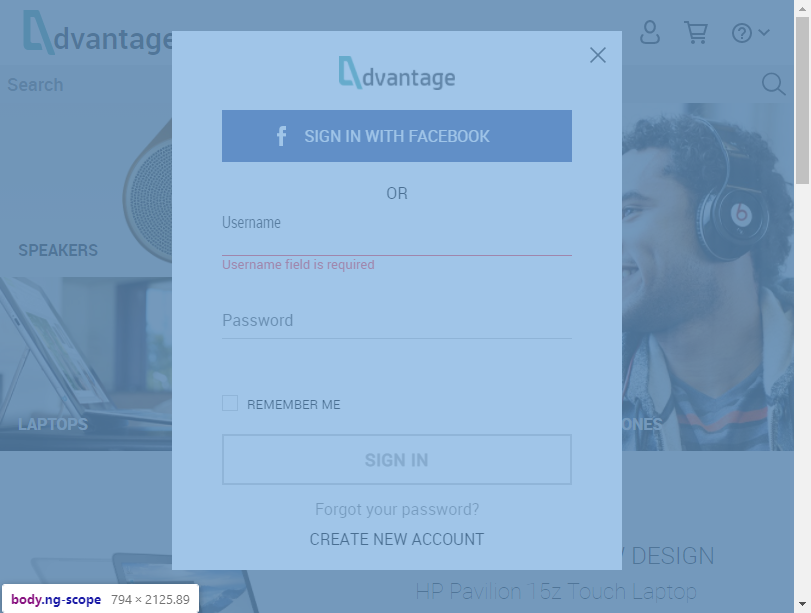 dvantage
Search
dvantage
SIGN IN WITH FACEBOOK
OR
Username
Username field is required
Password
REMEMBER ME
SIGN IN
Forgot your password?
CREATE NEW ACCOUNT
SPEAKERS
LAPTOPS
ONES
DESIGN
HP Pavilion 15z Touch Laptop
body.ng-scope 794 × 2125.89